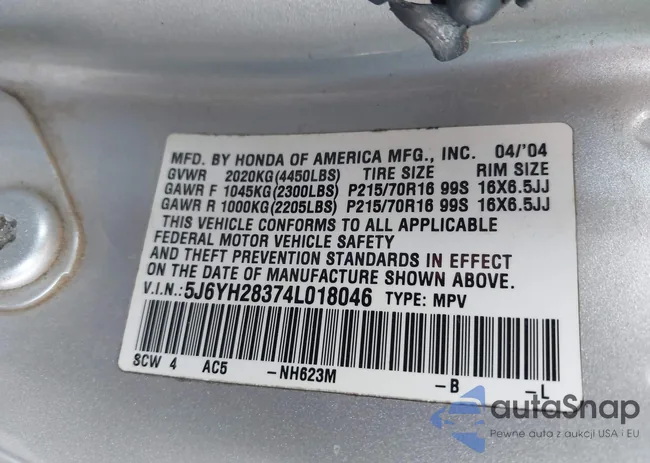 MFD. BY HONDA OF AMERICA MFG., INC. 04/'04
GVWR 2020KG(4450LBS) TIRE SIZE RIM SIZE
GAWR F 1045KG(2300LBS) P215/70R16 99S 16X6.5JJ
GAWR R 1000KG(2205LBS) P215/70R16 99S 16X6.5JJ
THIS VEHICLE CONFORMS TO ALL APPLICABLE
FEDERAL MOTOR VEHICLE SAFETY
AND THEFT PREVENTION STANDARDS IN EFFECT
ON THE DATE OF MANUFACTURE SHOWN ABOVE.
V.I.N.: 5J6YH28374L018046 TYPE: MPV
SCW 4 AC5 -NH623M -B -L
autaSnap
Pewne auta z aukcji USA i EU